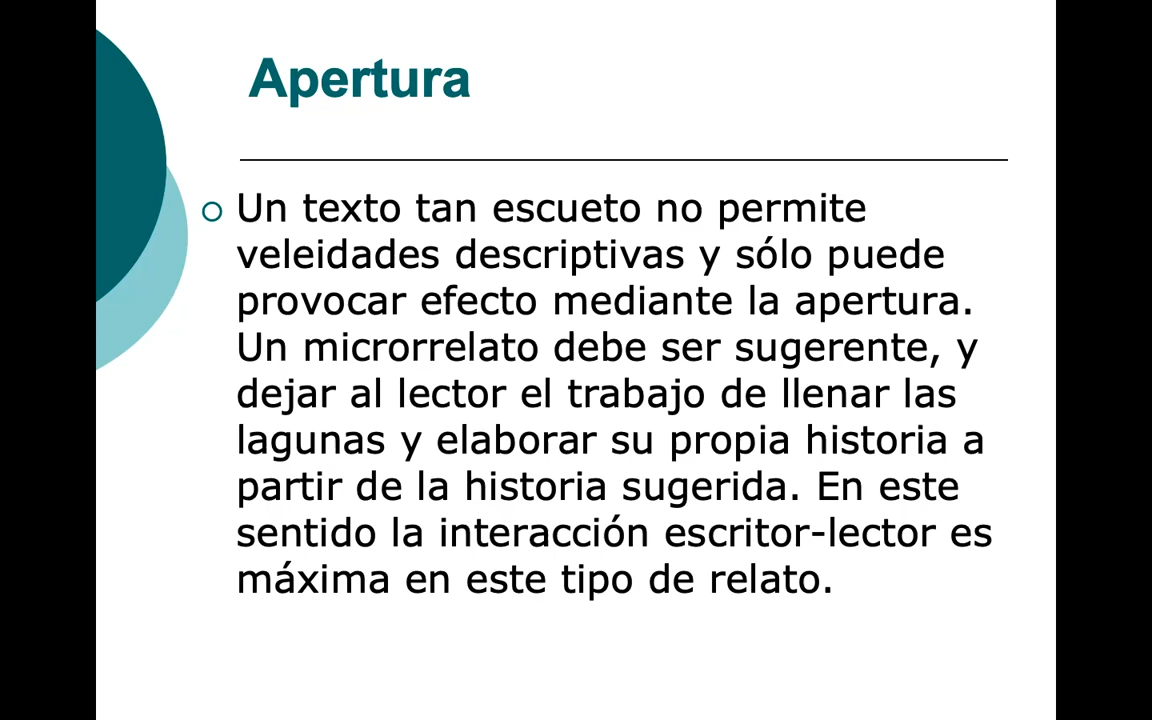 Apertura
Un texto tan escueto no permite
veleidades descriptivas y sólo puede
provocar efecto mediante la apertura.
Un microrrelato debe ser sugerente, y
dejar al lector el trabajo de llenar las
lagunas y elaborar su propia historia a
partir de la historia sugerida. En este
sentido la interacción escritor-lector es
máxima en este tipo de relato.